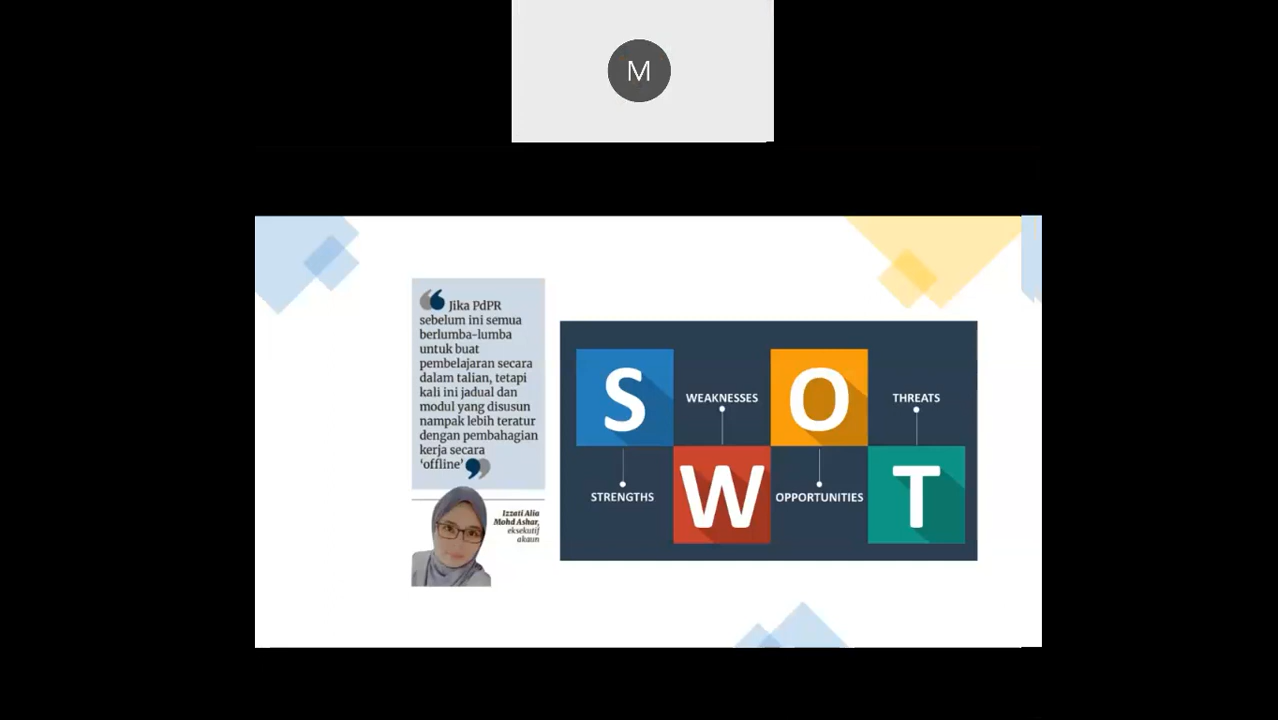 M
Jika PdPR
sebelum ini semua
berlumba-lumba
untuk buat
pembelajaran secara
dalam talian, tetapi
kali ini jadual dan
modul yang disusun
nampak lebih teratur
dengan pembahagian
kerja secara
‘offline’
Izzati Alia
Mohd Ashar,
eksekutif
akaun
S
STRENGTHS
WEAKNESSES
W
O
OPPORTUNITIES
THREATS
T